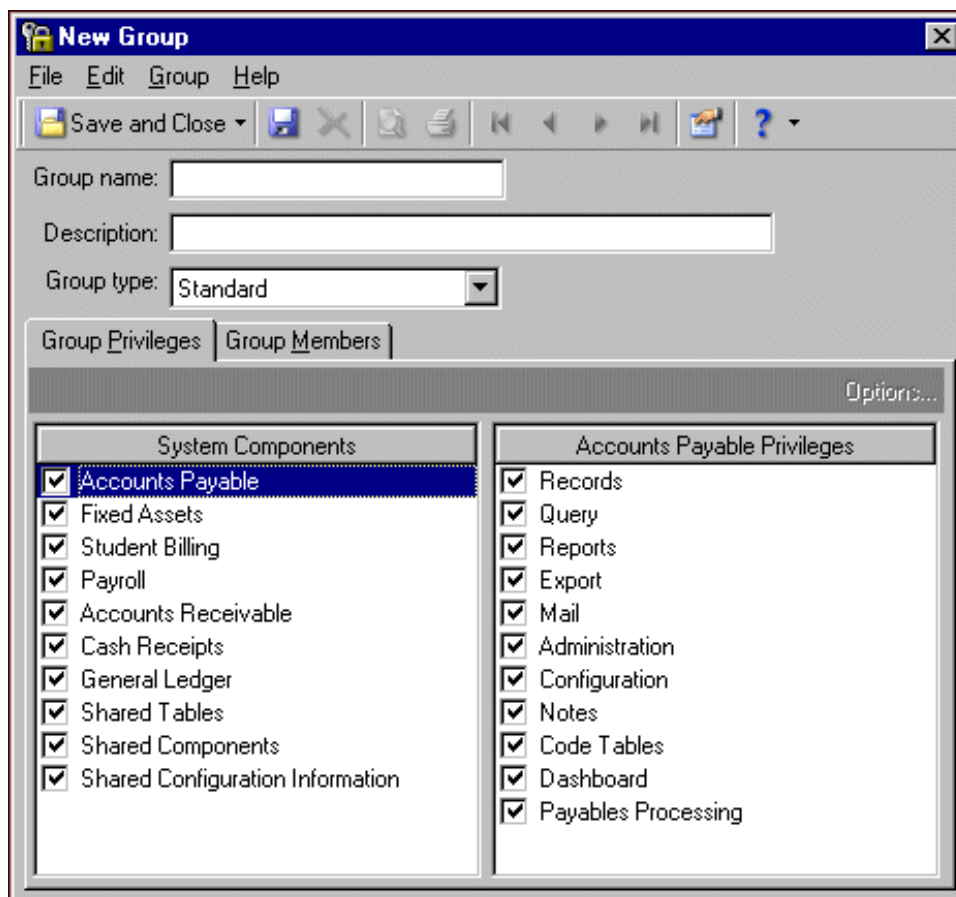 New Group
File Edit Group Help
Save and Close
?
Group name:
Description:
Group type: Standard
Group Privileges Group Members
Options...
System Components
Accounts Payable
Fixed Assets
Student Billing
Payroll
Accounts Receivable
Cash Receipts
General Ledger
Shared Tables
Shared Components
Shared Configuration Information
Accounts Payable Privileges
Records
Query
Reports
Export
Mail
Administration
Configuration
Notes
Code Tables
Dashboard
Payables Processing